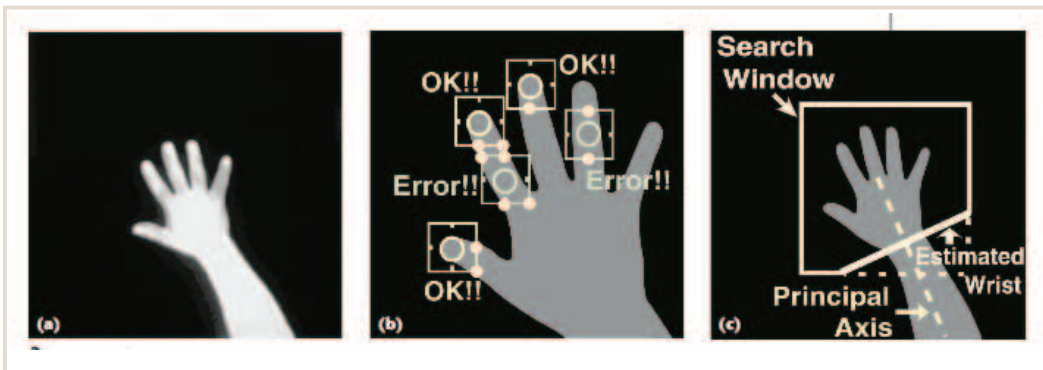 (a)
OK!!
OK!!
Error!!
Error!!
OK!!
(b)
Search
Window
Estimated
Wrist
Principal
Axis
(c)